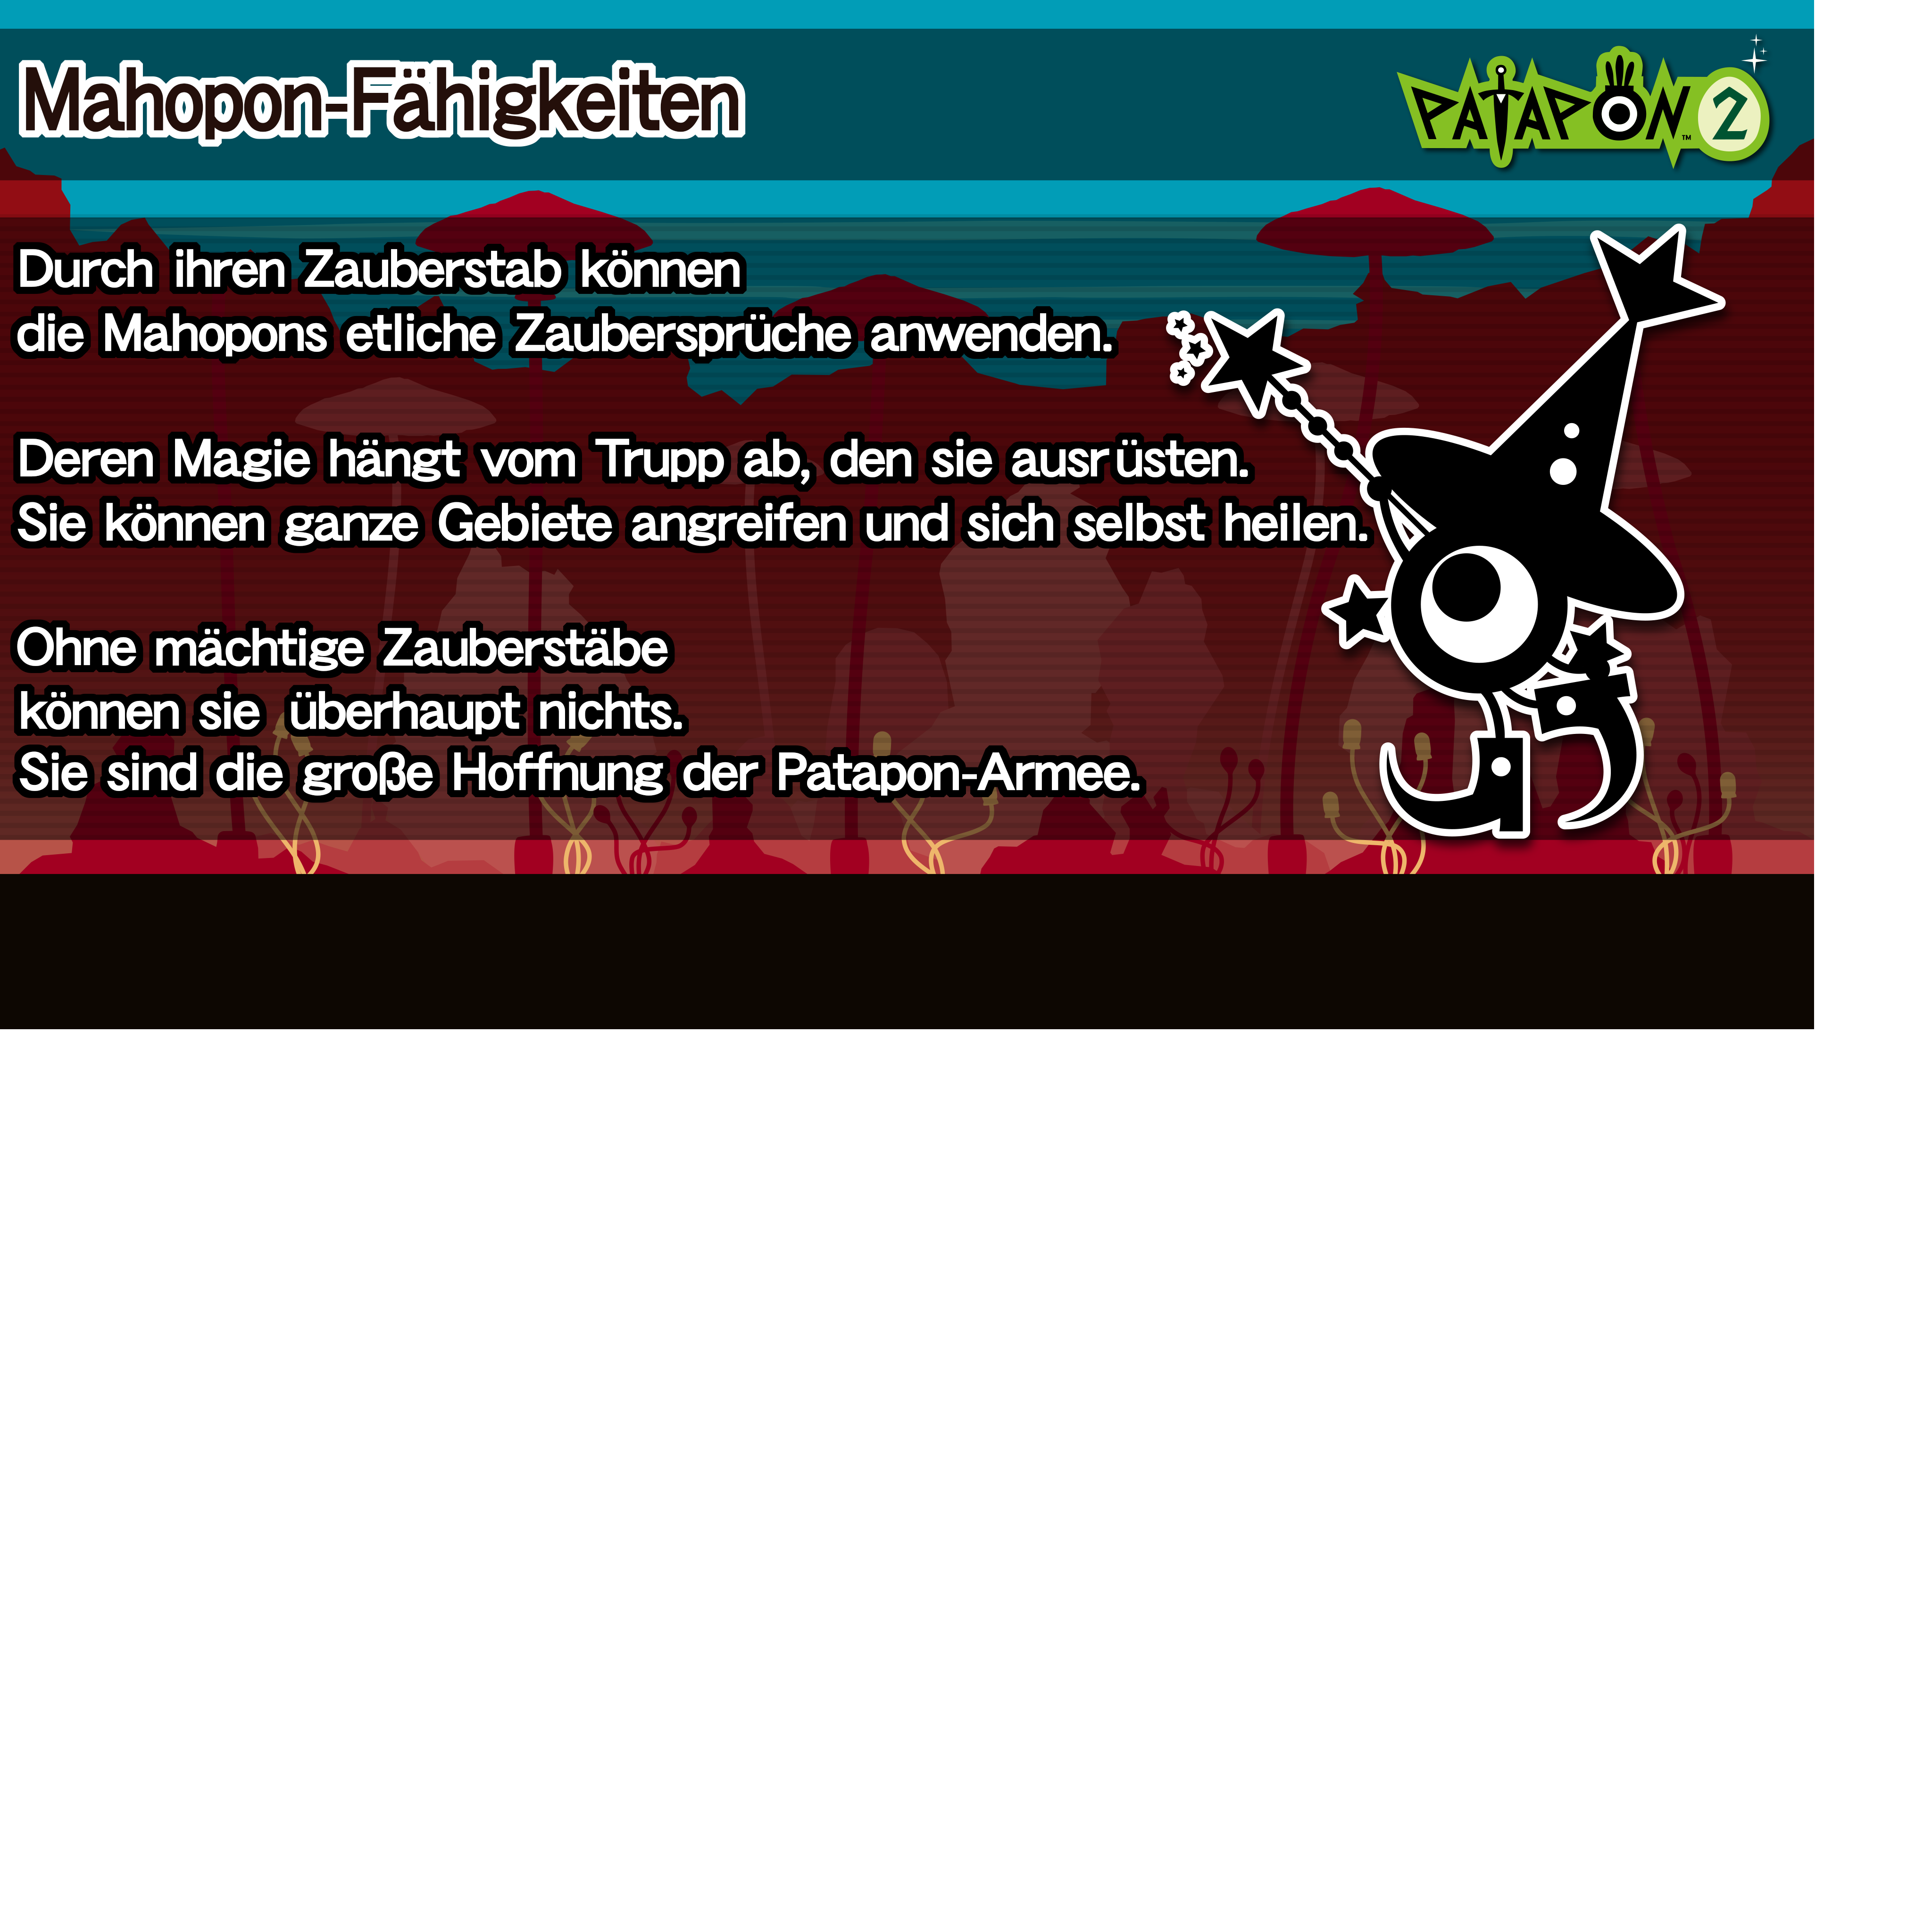 Mahopon-Fähigkeiten
PATAPON™ 2
Durch ihren Zauberstab können
die Mahopons etliche Zaubersprüche anwenden.
Deren Magie hängt vom Trupp ab, den sie ausrüsten.
Sie können ganze Gebiete angreifen und sich selbst heilen.
Ohne mächtige Zauberstäbe
können sie überhaupt nichts.
Sie sind die große Hoffnung der Patapon-Armee.